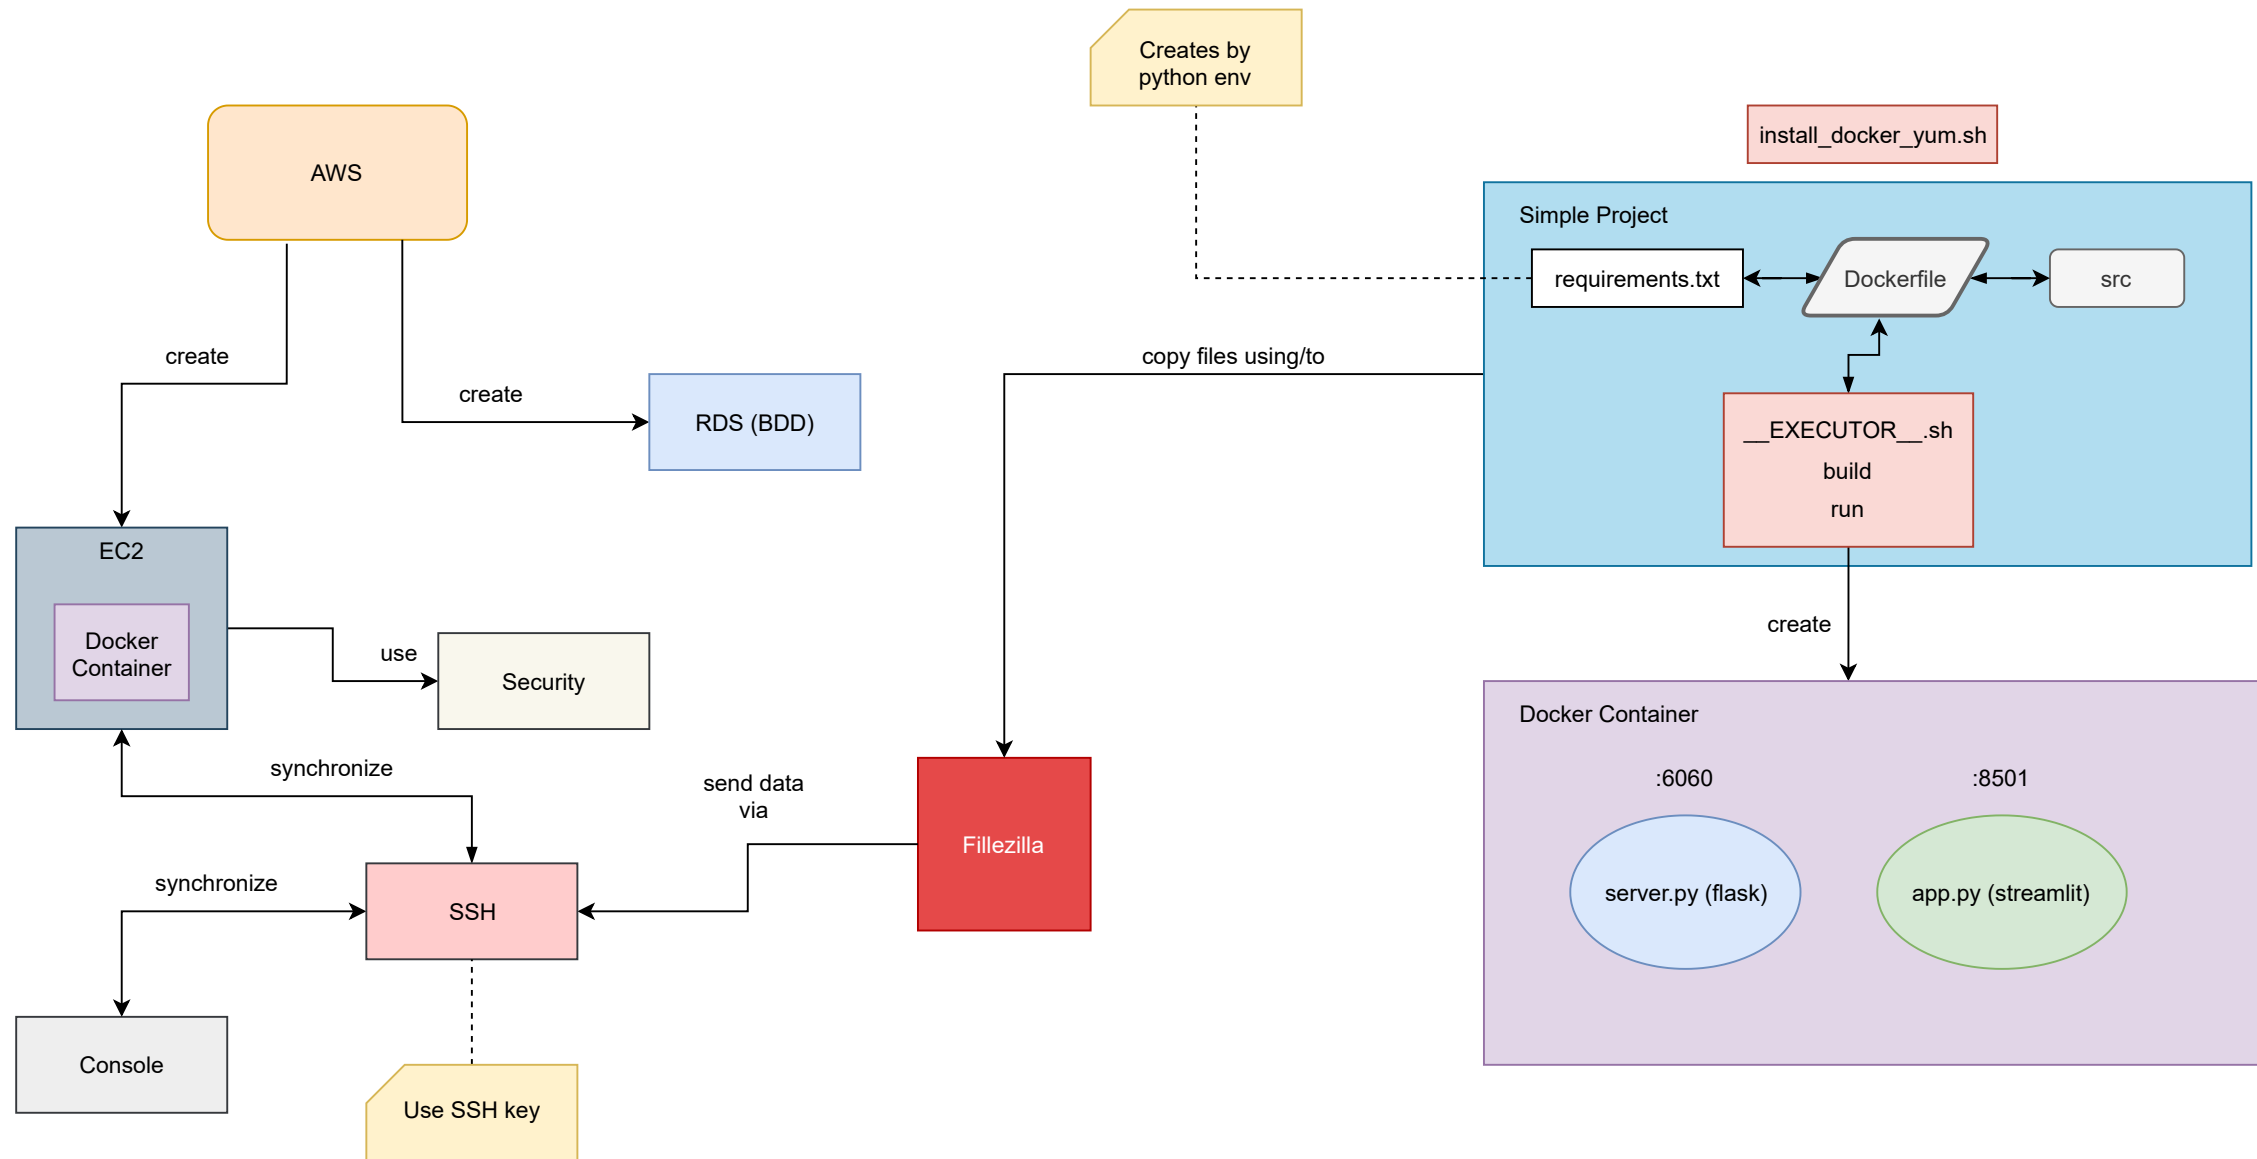 Creates by
python env
install_docker_yum.sh
AWS
Simple Project
requirements.txt
Dockerfile
src
create
copy files using/to
create
RDS (BDD)
__EXECUTOR__.sh
build
run
EC2
Docker
Container
use
Security
create
Docker Container
synchronize
send data
via
:6060
:8501
Fillezilla
synchronize
SSH
server.py (flask)
app.py (streamlit)
Console
Use SSH key